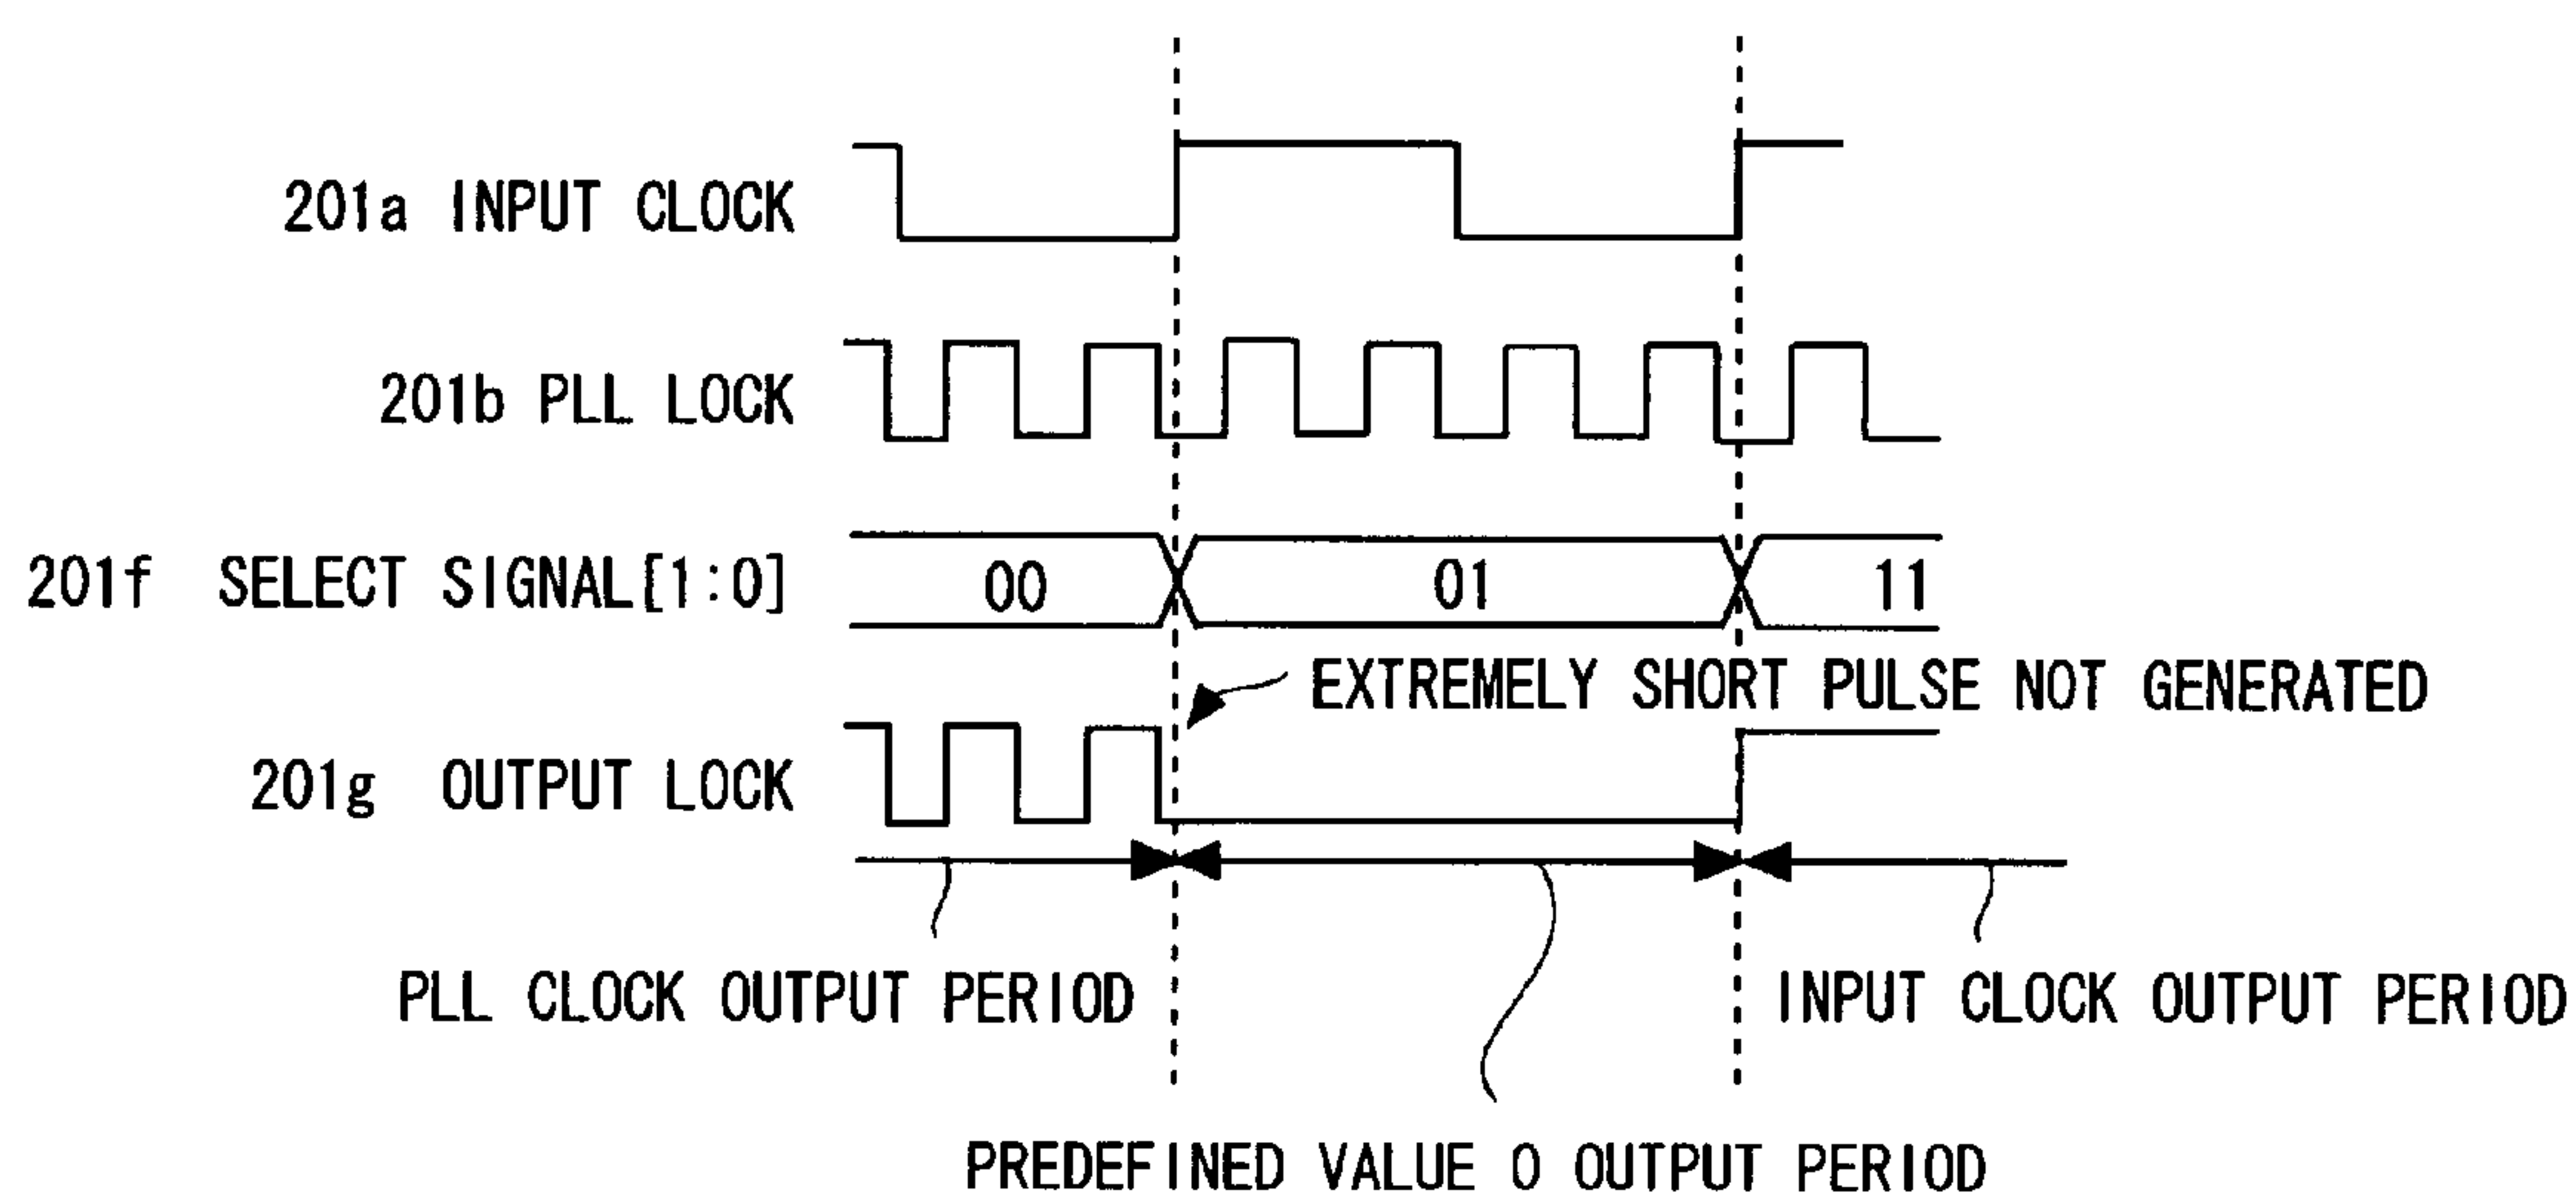 201a INPUT CLOCK
201b PLL LOCK
201f SELECT SIGNAL[1:0]
00
01
11
EXTREMELY SHORT PULSE NOT GENERATED
201g OUTPUT LOCK
PLL CLOCK OUTPUT PERIOD
INPUT CLOCK OUTPUT PERIOD
PREDEFINED VALUE 0 OUTPUT PERIOD